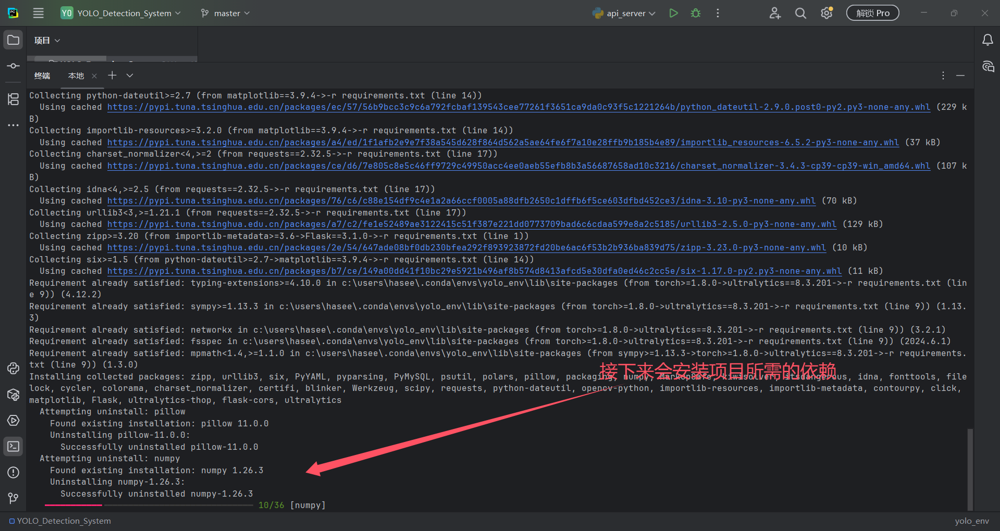 YO YOLO_Detection_System master api_server 解锁 Pro
项目
终端 本地
Collecting python-dateutil>=2.7 (from matplotlib==3.9.4->-r requirements.txt (line 14))
Using cached https://pypi.tuna.tsinghua.edu.cn/packages/ec/57/56b9bcc3c9c6a792fcbaf139543cee77261f3651ca9da0c93f5c1221264b/python_dateutil-2.9.0.post0-py2.py3-none-any.whl (229 k
B)
Collecting importlib-resources>=3.2.0 (from matplotlib==3.9.4->-r requirements.txt (line 14))
Using cached https://pypi.tuna.tsinghua.edu.cn/packages/a4/ed/1f1afb2e9e7f38a545d628f864d562a5ae64fe6f7a10e28ffb9b185b4e89/importlib_resources-6.5.2-py3-none-any.whl (37 kB)
Collecting charset_normalizer<4,>=2 (from requests==2.32.5->-r requirements.txt (line 17))
Using cached https://pypi.tuna.tsinghua.edu.cn/packages/ce/d6/7e805c8e5c46ff9729c49950acc4ee0aeb55efb8b3a56687658ad10c3216/charset_normalizer-3.4.3-cp39-cp39-win_amd64.whl (107 k
B)
Collecting idna<4,>=2.5 (from requests==2.32.5->-r requirements.txt (line 17))
Using cached https://pypi.tuna.tsinghua.edu.cn/packages/76/c6/c88e154df9c4e1a2a66ccf0005a88dfb2650c1dffb6f5ce603dfbd452ce3/idna-3.10-py3-none-any.whl (70 kB)
Collecting urllib3<3,>=1.21.1 (from requests==2.32.5->-r requirements.txt (line 17))
Using cached https://pypi.tuna.tsinghua.edu.cn/packages/a7/c2/fe1e52489ae3122415c51f387e221dd0773709bad6c6cdaa599e8a2c5185/urllib3-2.5.0-py3-none-any.whl (129 kB)
Collecting zipp>=3.20 (from importlib-metadata>=3.6->Flask==3.1.0->-r requirements.txt (line 1))
Using cached https://pypi.tuna.tsinghua.edu.cn/packages/2e/54/647ade08bf0db230bfea292f893923872fd20be6ac6f53b2b936ba839d75/zipp-3.23.0-py3-none-any.whl (10 kB)
Collecting six>=1.5 (from python-dateutil>=2.7->matplotlib==3.9.4->-r requirements.txt (line 14))
Using cached https://pypi.tuna.tsinghua.edu.cn/packages/b7/ce/149a00dd41f10bc29e5921b496af8b574d8413afcd5e30dfa0ed46c2cc5e/six-1.17.0-py2.py3-none-any.whl (11 kB)
Requirement already satisfied: typing-extensions>=4.10.0 in c:\users\hasee\.conda\envs\yolo_env\lib\site-packages (from torch>=1.8.0->ultralytics==8.3.201->-r requirements.txt (lin
e 9)) (4.12.2)
Requirement already satisfied: sympy>=1.13.3 in c:\users\hasee\.conda\envs\yolo_env\lib\site-packages (from torch>=1.8.0->ultralytics==8.3.201->-r requirements.txt (line 9)) (1.13.
3)
Requirement already satisfied: networkx in c:\users\hasee\.conda\envs\yolo_env\lib\site-packages (from torch>=1.8.0->ultralytics==8.3.201->-r requirements.txt (line 9)) (3.2.1)
Requirement already satisfied: fsspec in c:\users\hasee\.conda\envs\yolo_env\lib\site-packages (from torch>=1.8.0->ultralytics==8.3.201->-r requirements.txt (line 9)) (2024.6.1)
Requirement already satisfied: mpmath<1.4,>=1.1.0 in c:\users\hasee\.conda\envs\yolo_env\lib\site-packages (from sympy>=1.13.3->torch>=1.8.0->ultralytics==8.3.201->-r requirements.
txt (line 9)) (1.3.0)
接下来会安装项目所需的依赖
Installing collected packages: zipp, urllib3, six, PyYAML, pyparsing, PyMySQL, psutil, polars, pillow, packaging, numpy, MarkupSafe, kiwisolver, itsdangerous, idna, fonttools, file
lock, cycler, colorama, charset_normalizer, certifi, blinker, Werkzeug, scipy, requests, python-dateutil, opencv-python, importlib-resources, importlib-metadata, contourpy, click,
matplotlib, Flask, ultralytics-thop, flask-cors, ultralytics
Attempting uninstall: pillow
Found existing installation: pillow 11.0.0
Uninstalling pillow-11.0.0:
Successfully uninstalled pillow-11.0.0
Attempting uninstall: numpy
Found existing installation: numpy 1.26.3
Uninstalling numpy-1.26.3:
Successfully uninstalled numpy-1.26.3
10/36 [numpy]
YOLO_Detection_System yolo_env